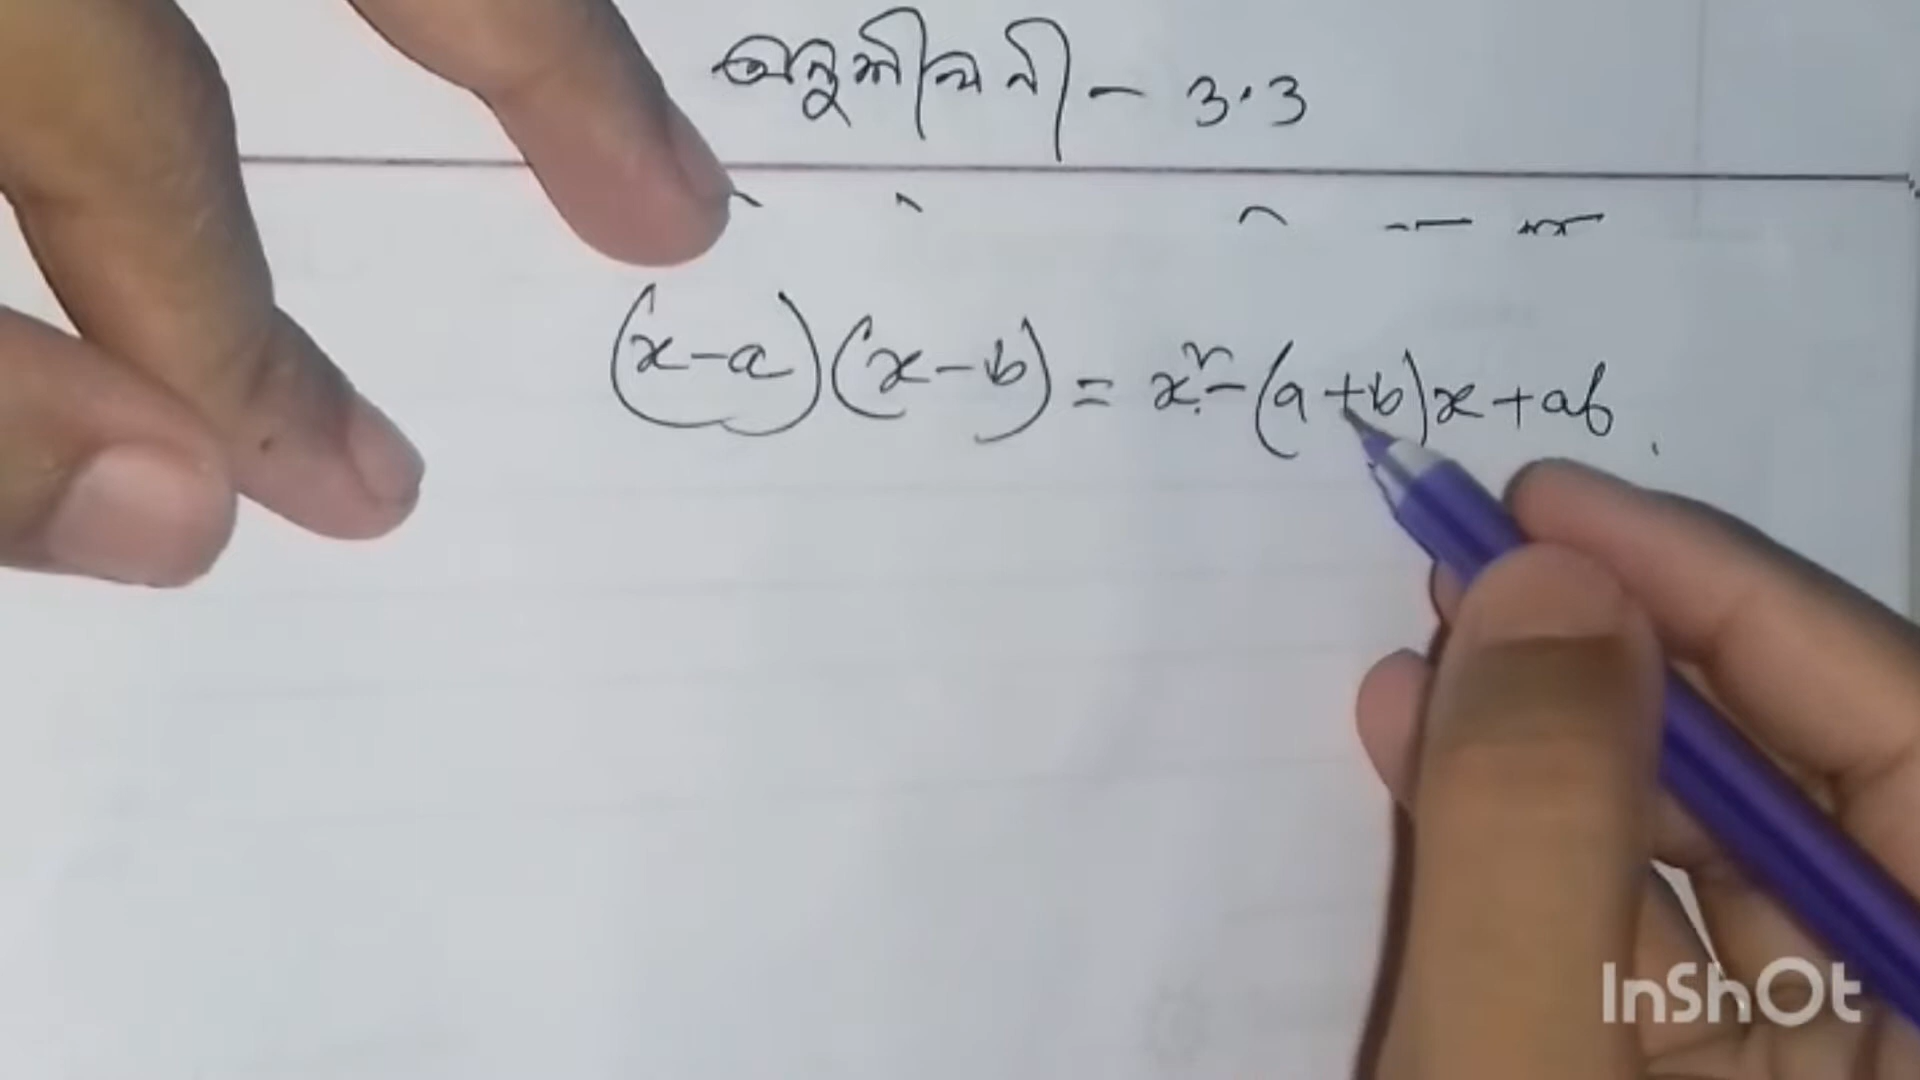 অনুশীলনী - 3.3
(x-a)(x-b) = x² - (a+b)x + ab
InShOt